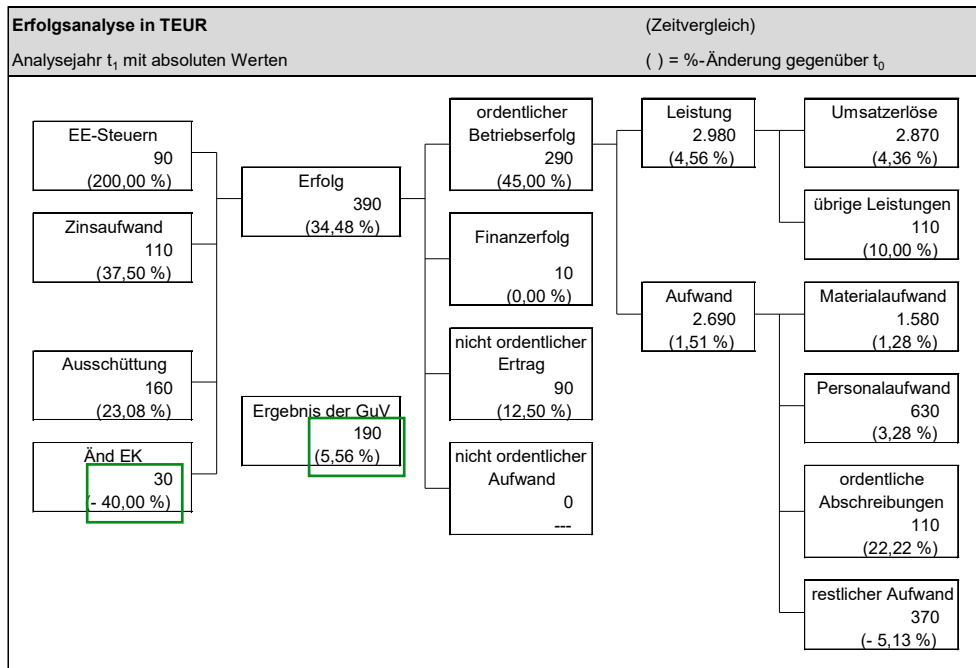 Erfolgsanalyse in TEUR
(Zeitvergleich)
Analysejahr t₁ mit absoluten Werten
( ) = %-Änderung gegenüber t₀
EE-Steuern
90
(200,00 %)
Zinsaufwand
110
(37,50 %)
Ausschüttung
160
(23,08 %)
Änd EK
30
(- 40,00 %)
Erfolg
390
(34,48 %)
Ergebnis der GuV
190
(5,56 %)
ordentlicher
Betriebserfolg
290
(45,00 %)
Finanzerfolg
10
(0,00 %)
nicht ordentlicher
Ertrag
90
(12,50 %)
nicht ordentlicher
Aufwand
0
---
Leistung
2.980
(4,56 %)
Aufwand
2.690
(1,51 %)
Umsatzerlöse
2.870
(4,36 %)
übrige Leistungen
110
(10,00 %)
Materialaufwand
1.580
(1,28 %)
Personalaufwand
630
(3,28 %)
ordentliche
Abschreibungen
110
(22,22 %)
restlicher Aufwand
370
(- 5,13 %)